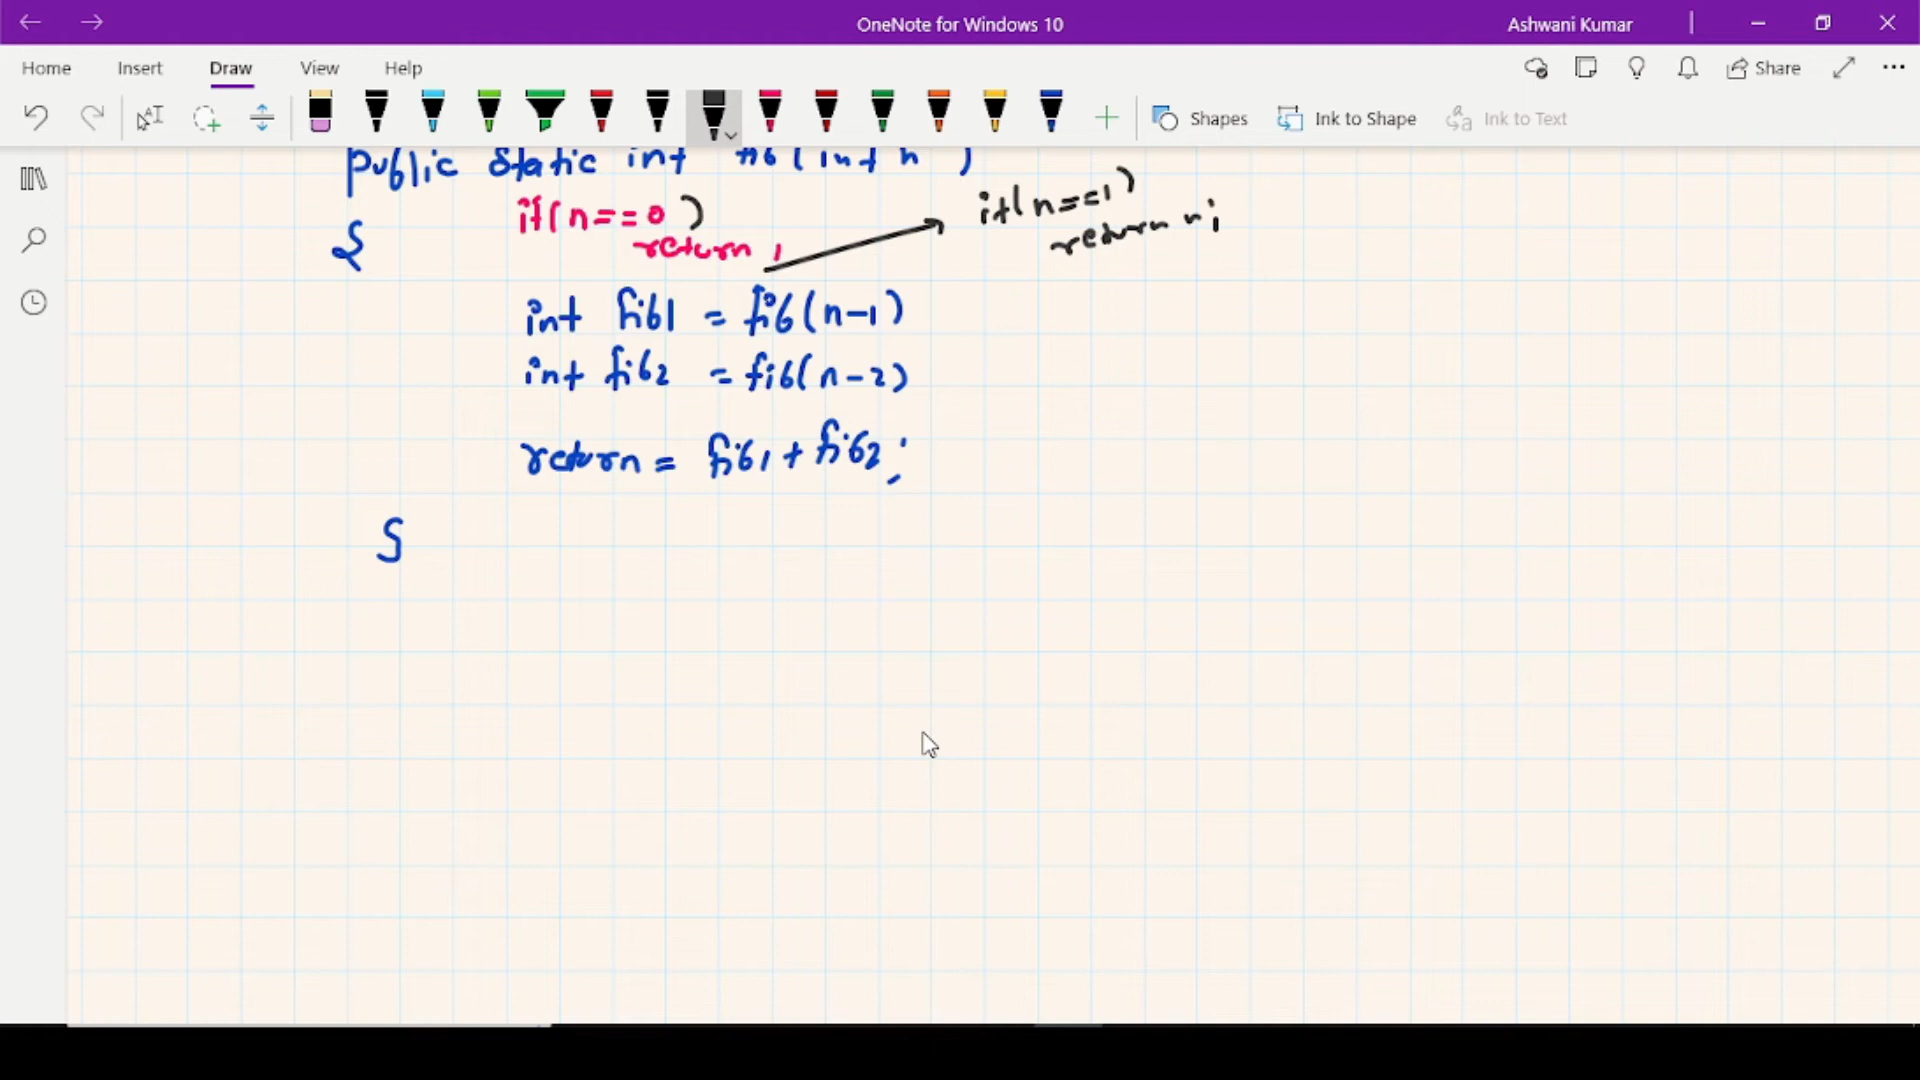 OneNote for Windows 10
Ashwani Kumar
Home Insert Draw View Help
Share
Shapes Ink to Shape Ink to Text
public static int fib(int n)
{
if(n==0)
return 1
if(n==1)
return n;
int fib1 = fib(n-1)
int fib2 = fib(n-2)
return = fib1 + fib2;
}